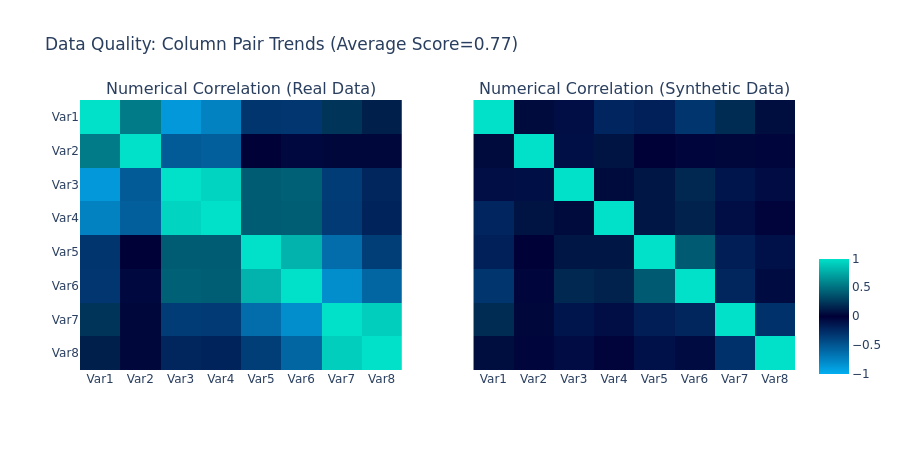 Data Quality: Column Pair Trends (Average Score=0.77)
Numerical Correlation (Real Data)
Numerical Correlation (Synthetic Data)
Var1
Var2
Var3
Var4
Var5
Var6
Var7
Var8
Var1 Var2 Var3 Var4 Var5 Var6 Var7 Var8
Var1 Var2 Var3 Var4 Var5 Var6 Var7 Var8
1
0.5
0
−0.5
−1